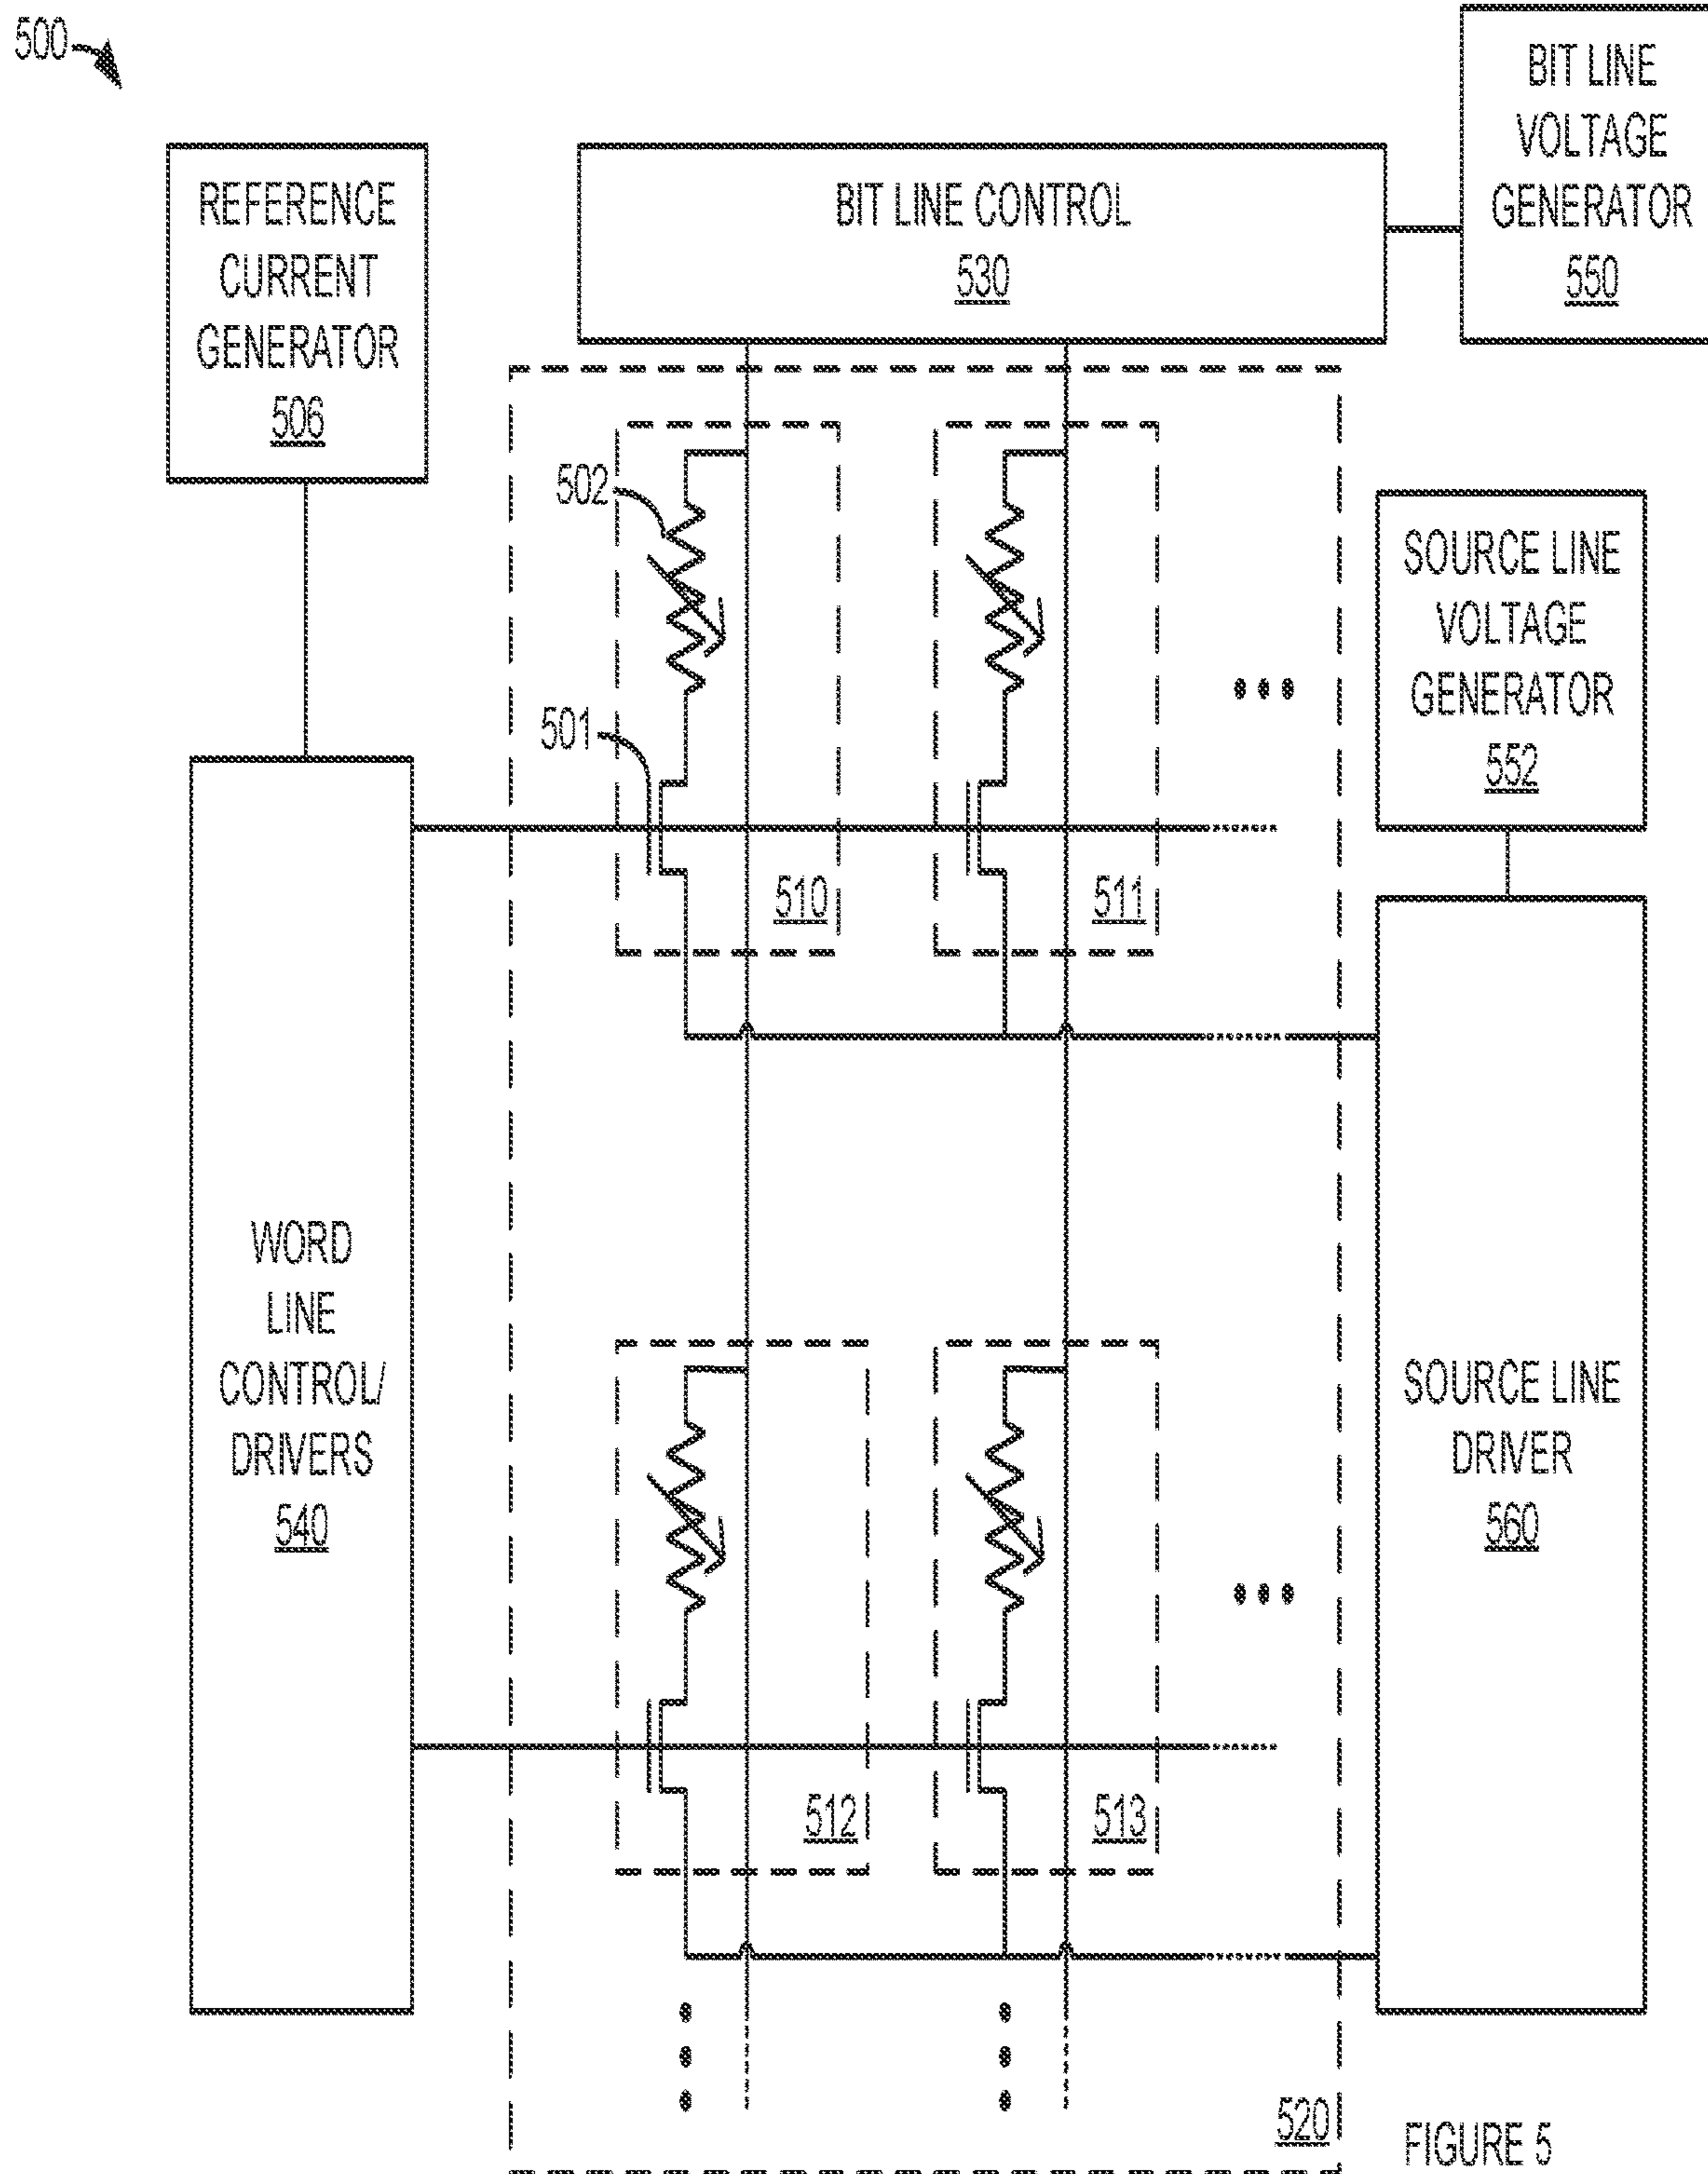 500
BIT LINE
VOLTAGE
GENERATOR
550
REFERENCE
CURRENT
GENERATOR
506
BIT LINE CONTROL
530
502
501
510
511
SOURCE LINE
VOLTAGE
GENERATOR
552
WORD
LINE
CONTROL/
DRIVERS
540
SOURCE LINE
DRIVER
560
512
513
520
FIGURE 5